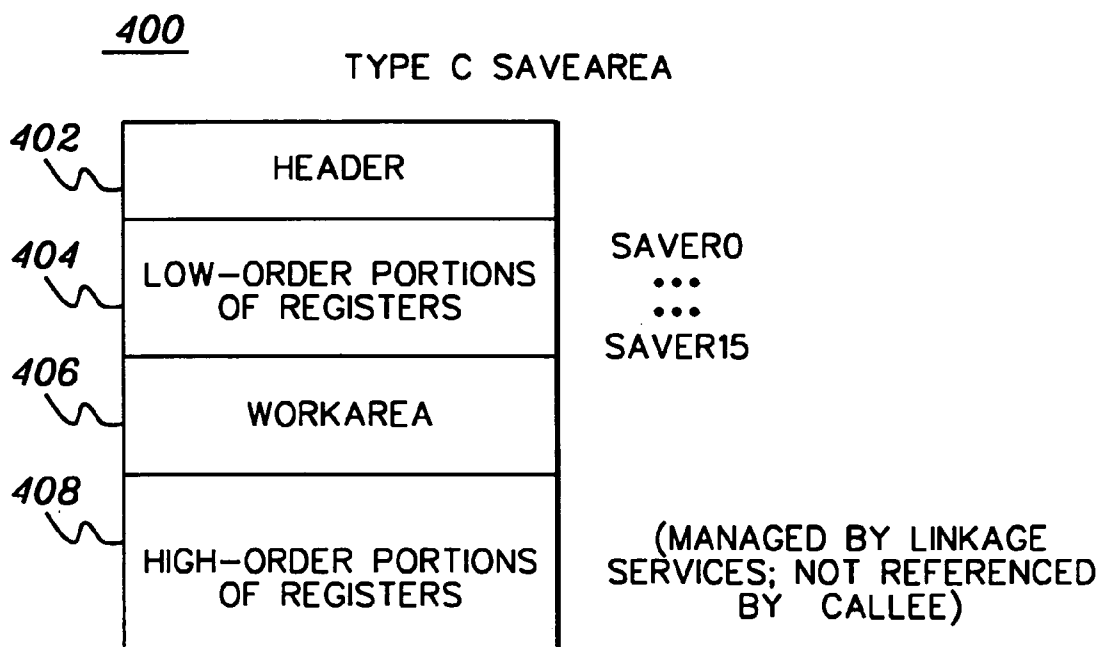 400
TYPE C SAVEAREA
402
HEADER
404
LOW-ORDER PORTIONS
OF REGISTERS
SAVER0
•••
•••
SAVER15
406
WORKAREA
408
HIGH-ORDER PORTIONS
OF REGISTERS
(MANAGED BY LINKAGE
SERVICES; NOT REFERENCED
BY CALLEE)